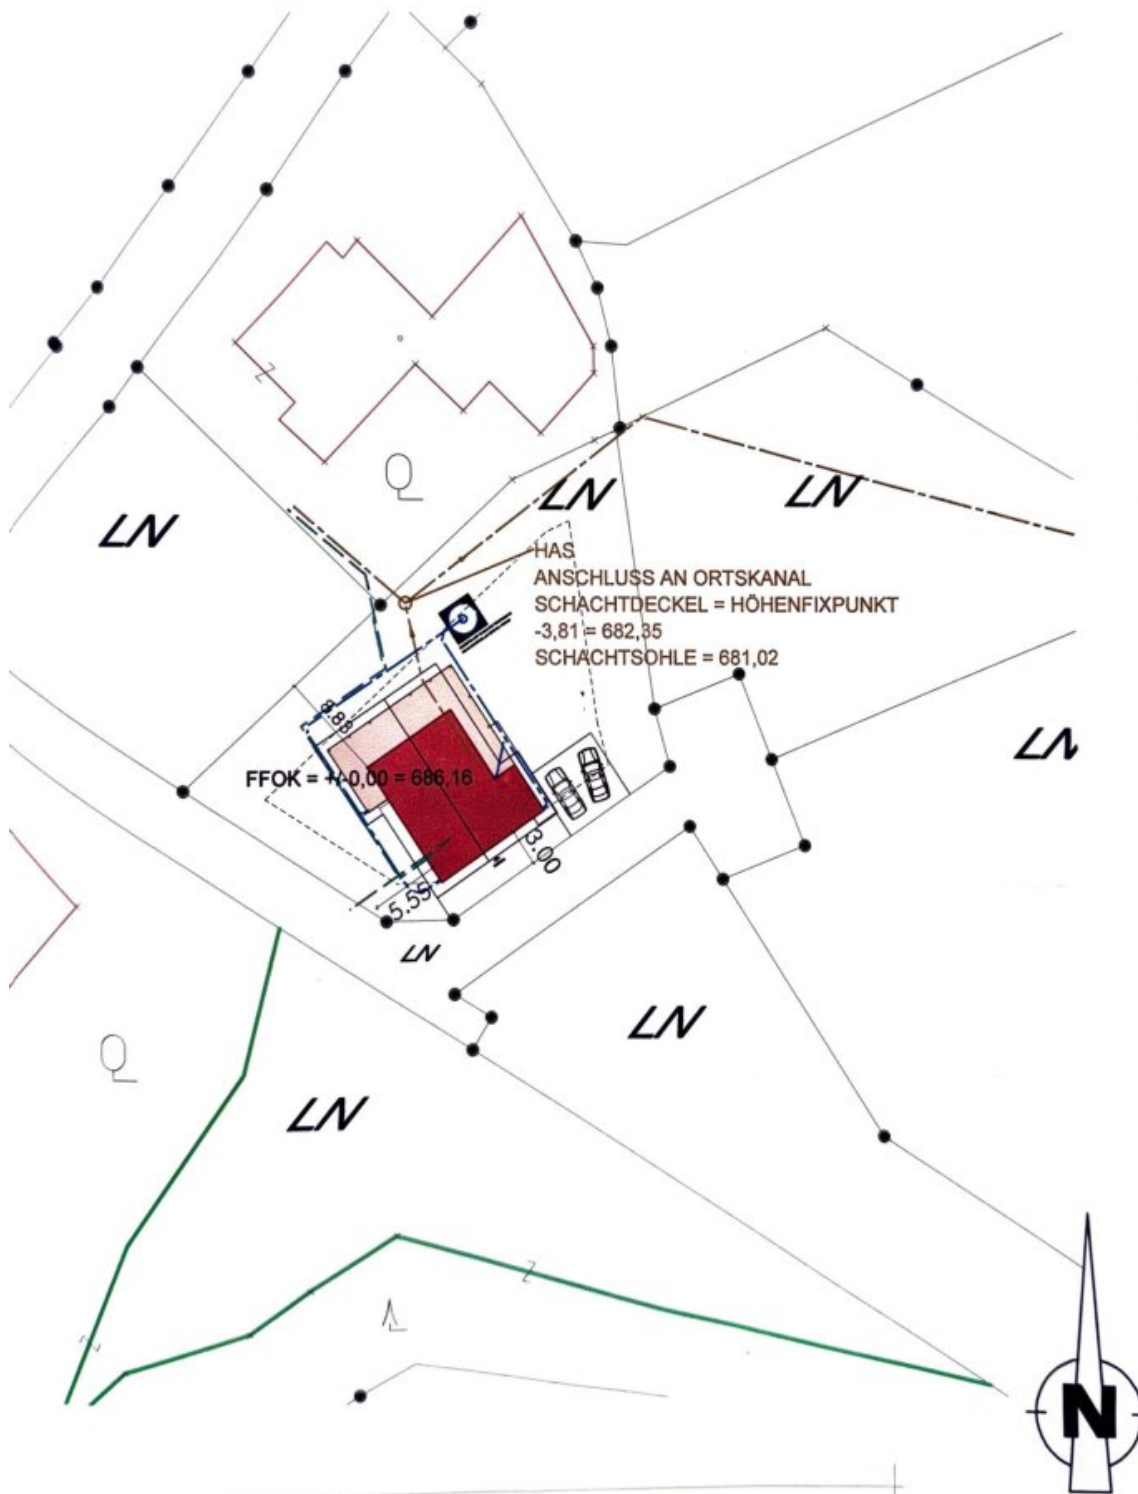 LN
LN
LN
HAS
ANSCHLUSS AN ORTSKANAL
SCHACHTDECKEL = HÖHENFIXPUNKT
-3,81 = 682,35
SCHACHTSOHLE = 681,02
8.88
LN
FFOK = +/-0,00 = 686,16
3.00
5.55
LN
LN
LN
N